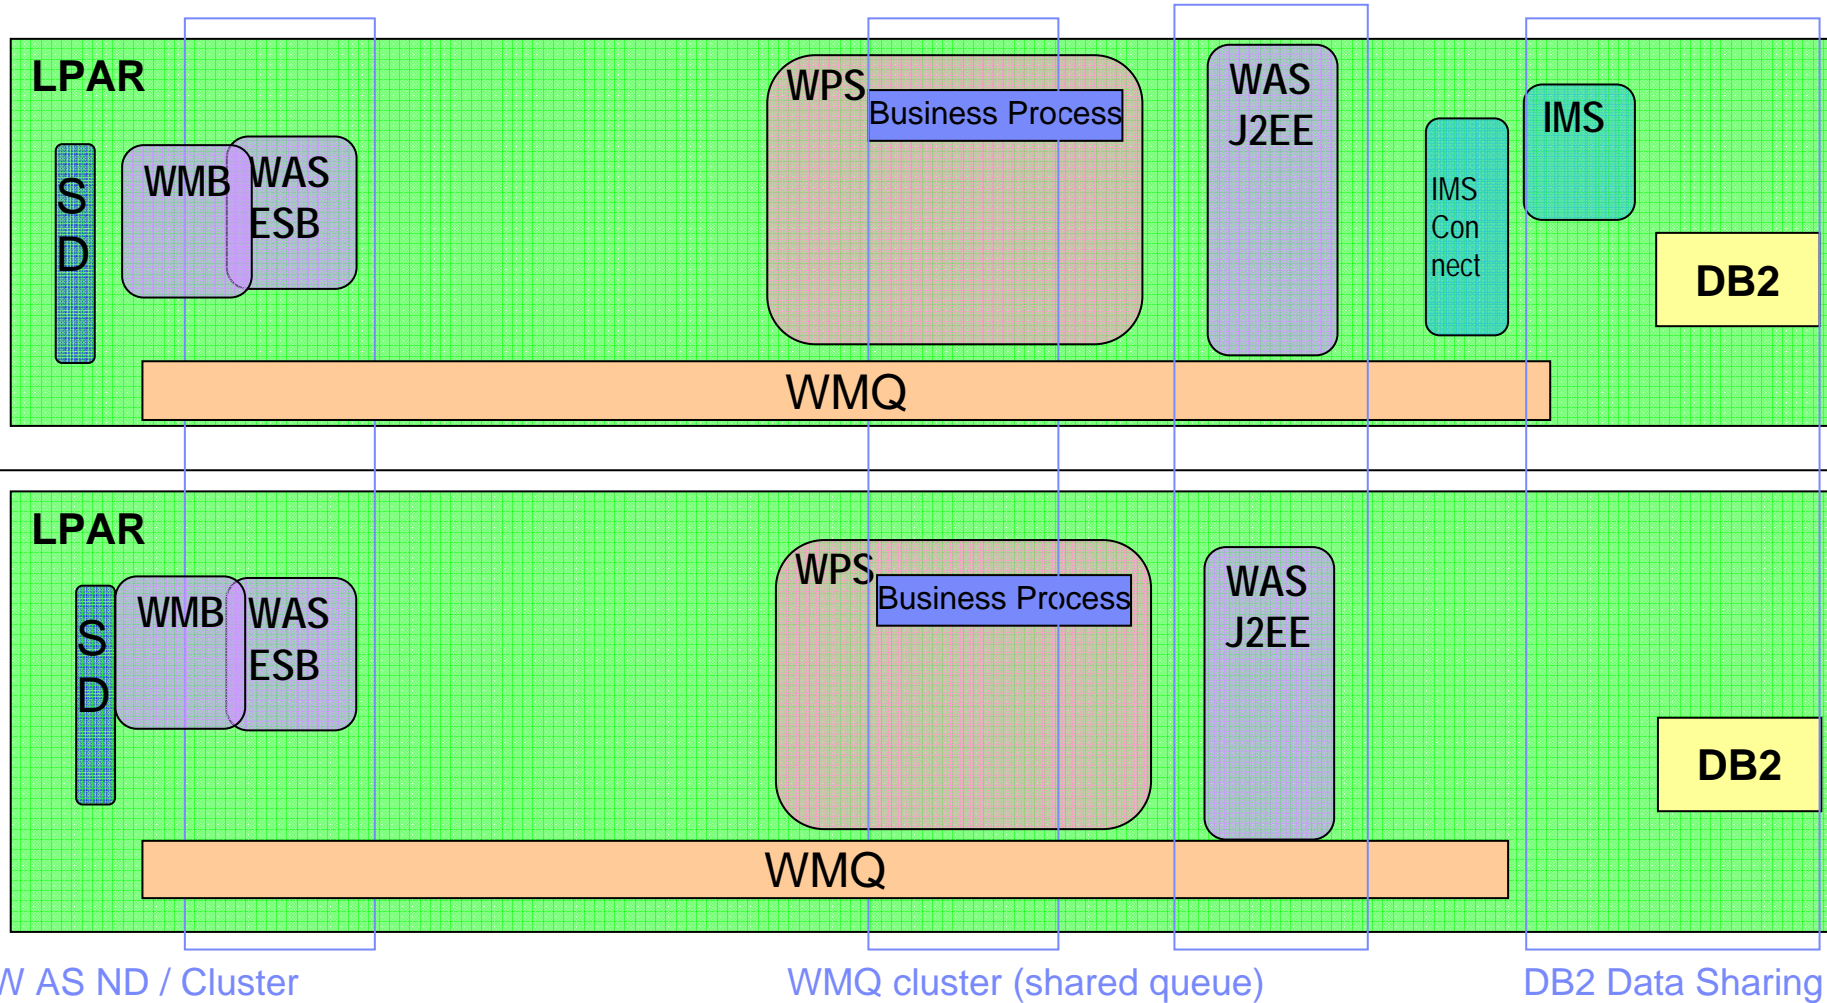 LPAR
WPS
Business Process
WAS
J2EE
IMS
WMB
WAS
ESB
S
D
IMS
Con
nect
DB2
WMQ
LPAR
WPS
Business Process
WAS
J2EE
WMB
WAS
ESB
S
D
DB2
WMQ
W AS ND / Cluster
WMQ cluster (shared queue)
DB2 Data Sharing